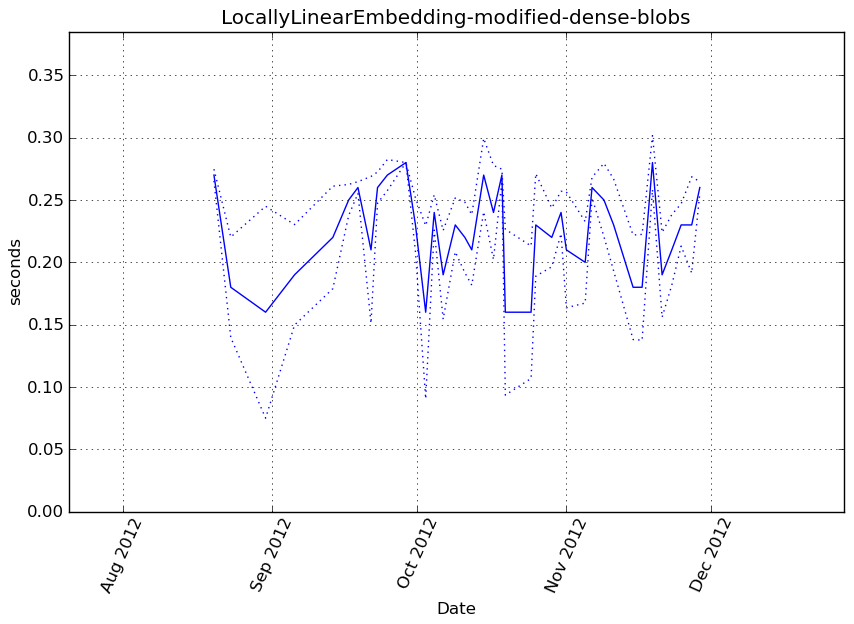 LocallyLinearEmbedding-modified-dense-blobs
0.35
0.30
0.25
0.20
0.15
0.10
0.05
0.00
seconds
Aug 2012
Sep 2012
Oct 2012
Nov 2012
Dec 2012
Date